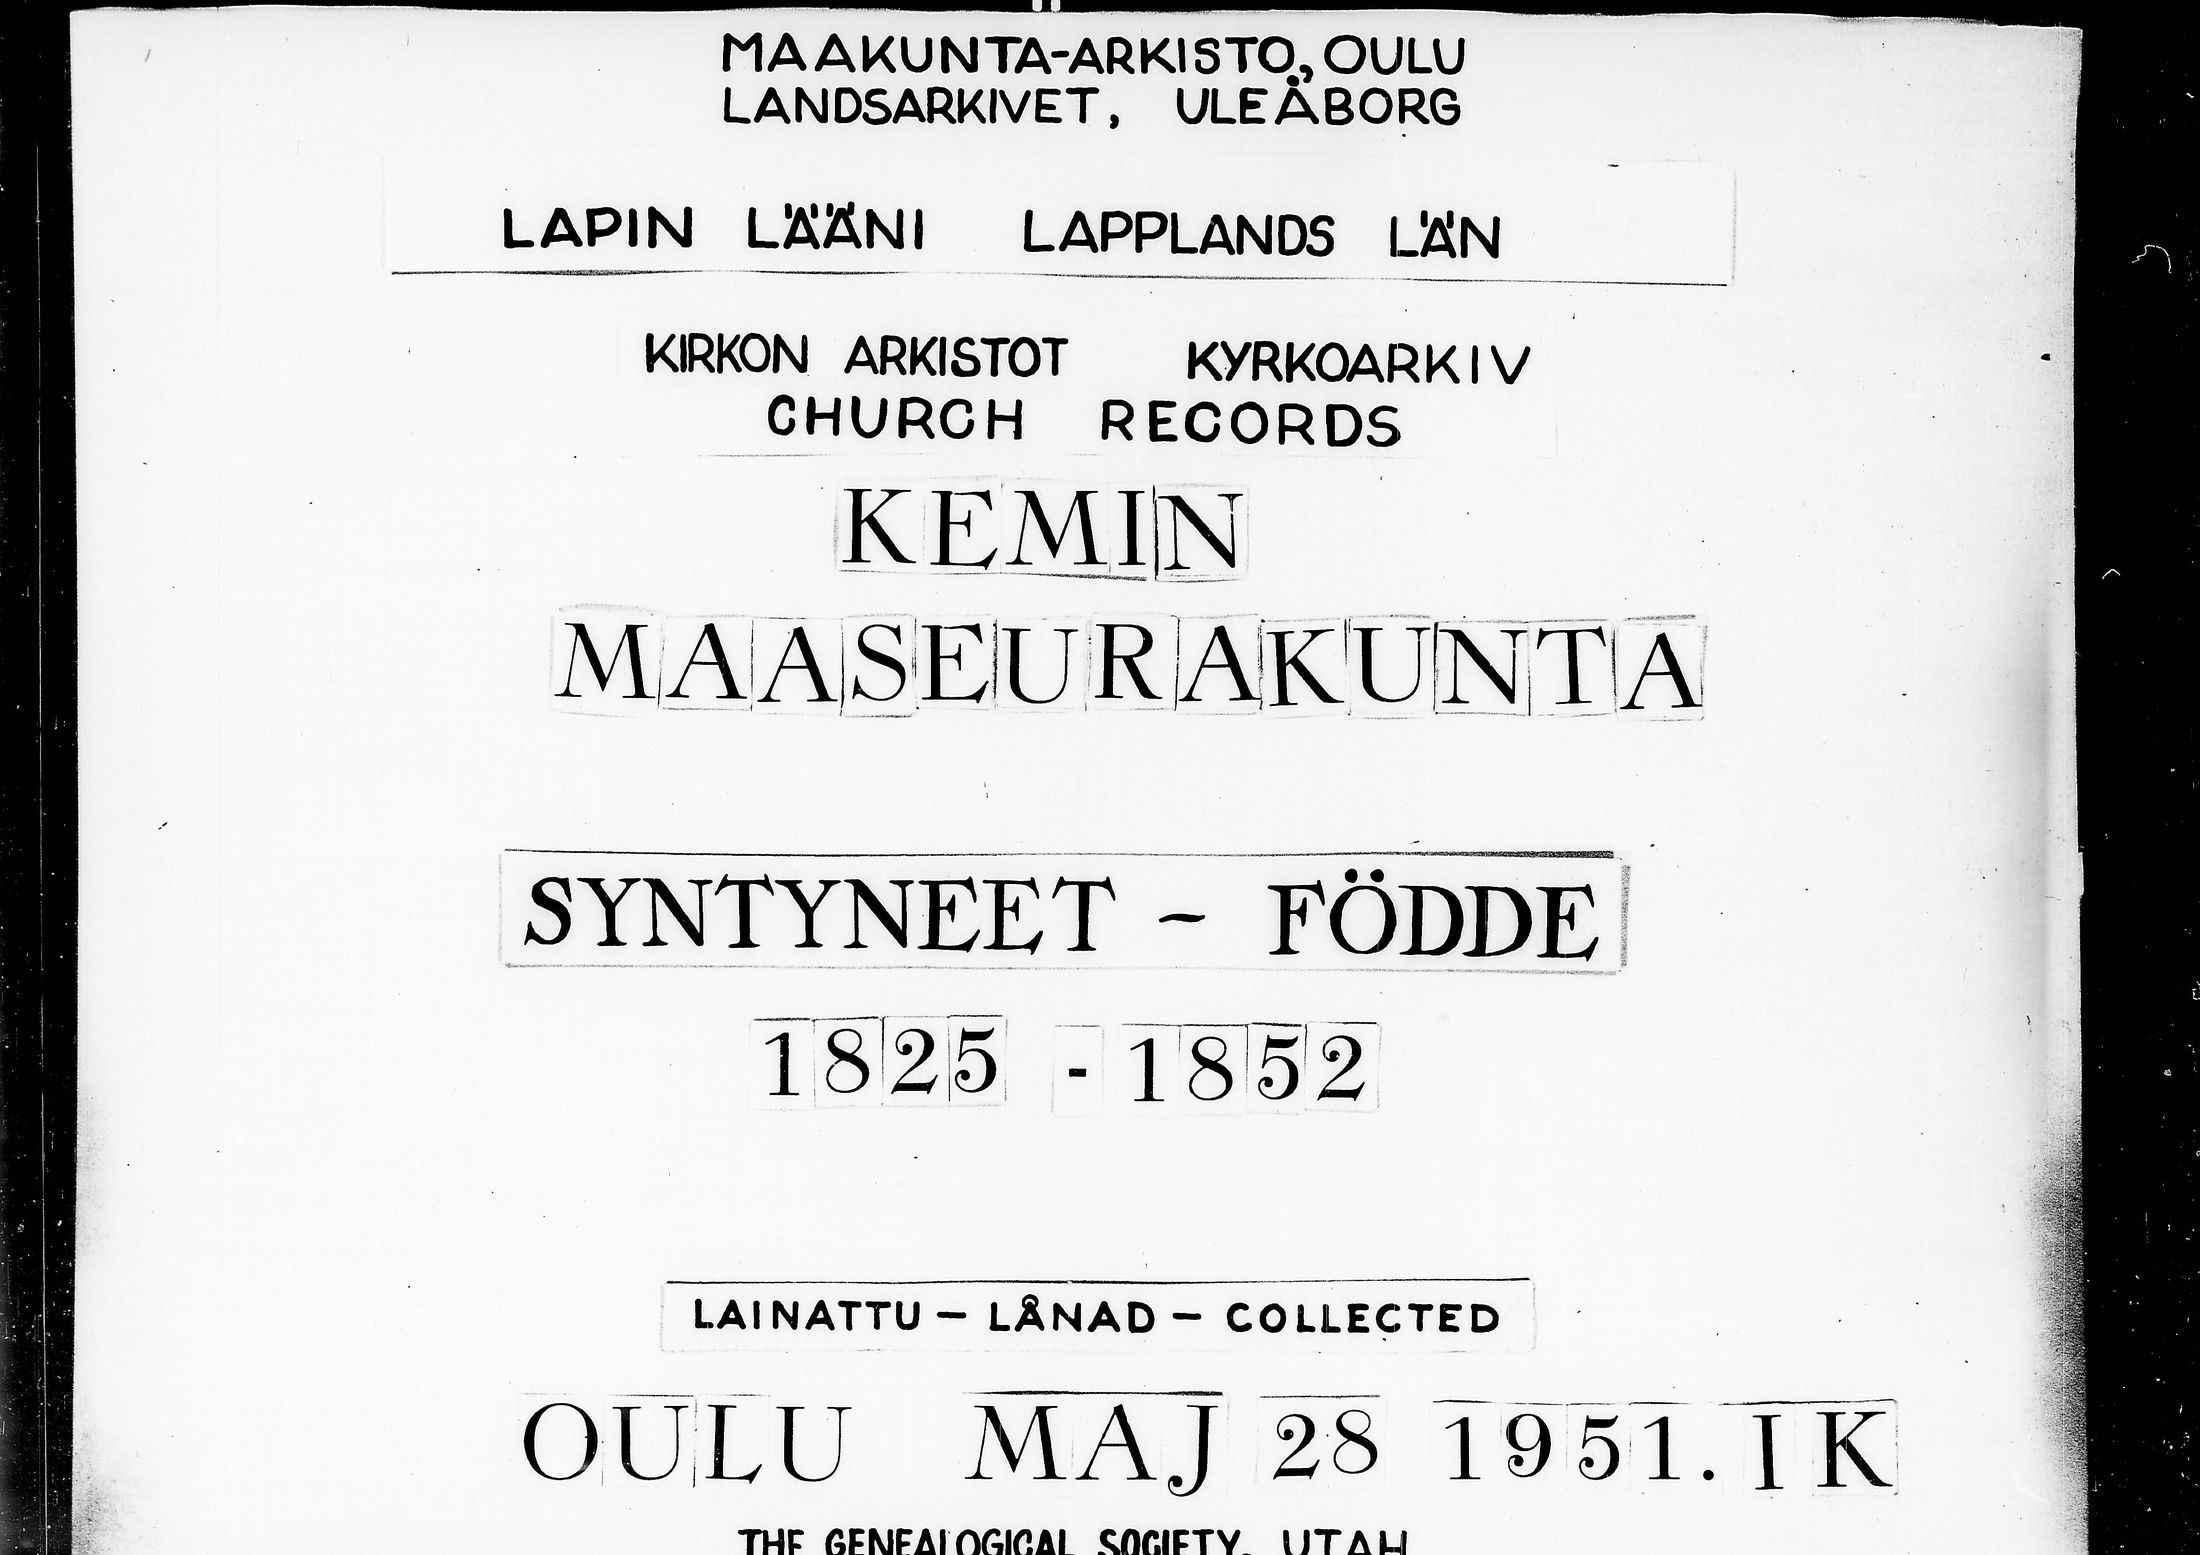 MAAKUNTA-ARKISTO, OULU
LANDSARKIVET, ULEÅBORG
LAPIN LÄÄNI LAPPLANDS LÄN
KIRKON ARKISTOT KYRKOARKIV
CHURCH RECORDS
KEMIN
MAASEURAKUNTA
SYNTYNEET - FÖDDE
1825 - 1852
LAINATTU - LÅNAD - COLLECTED
OULU MAJ 28 1951. IK
THE GENEALOGICAL SOCIETY, UTAH